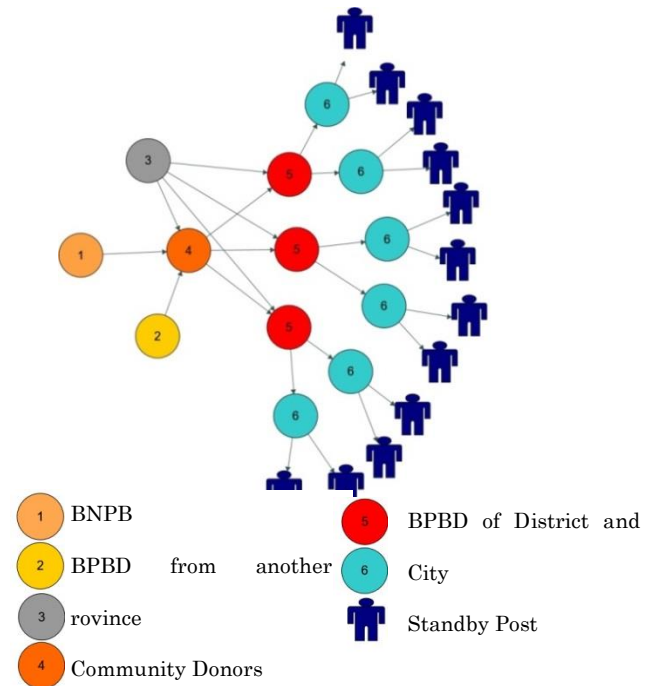 6
6
3
5
6
5
6
4
1
6
5
2
6
6
1 BNPB
2 BPBD from another
3 rovince
4 Community Donors
5 BPBD of District and
6 City
Standby Post